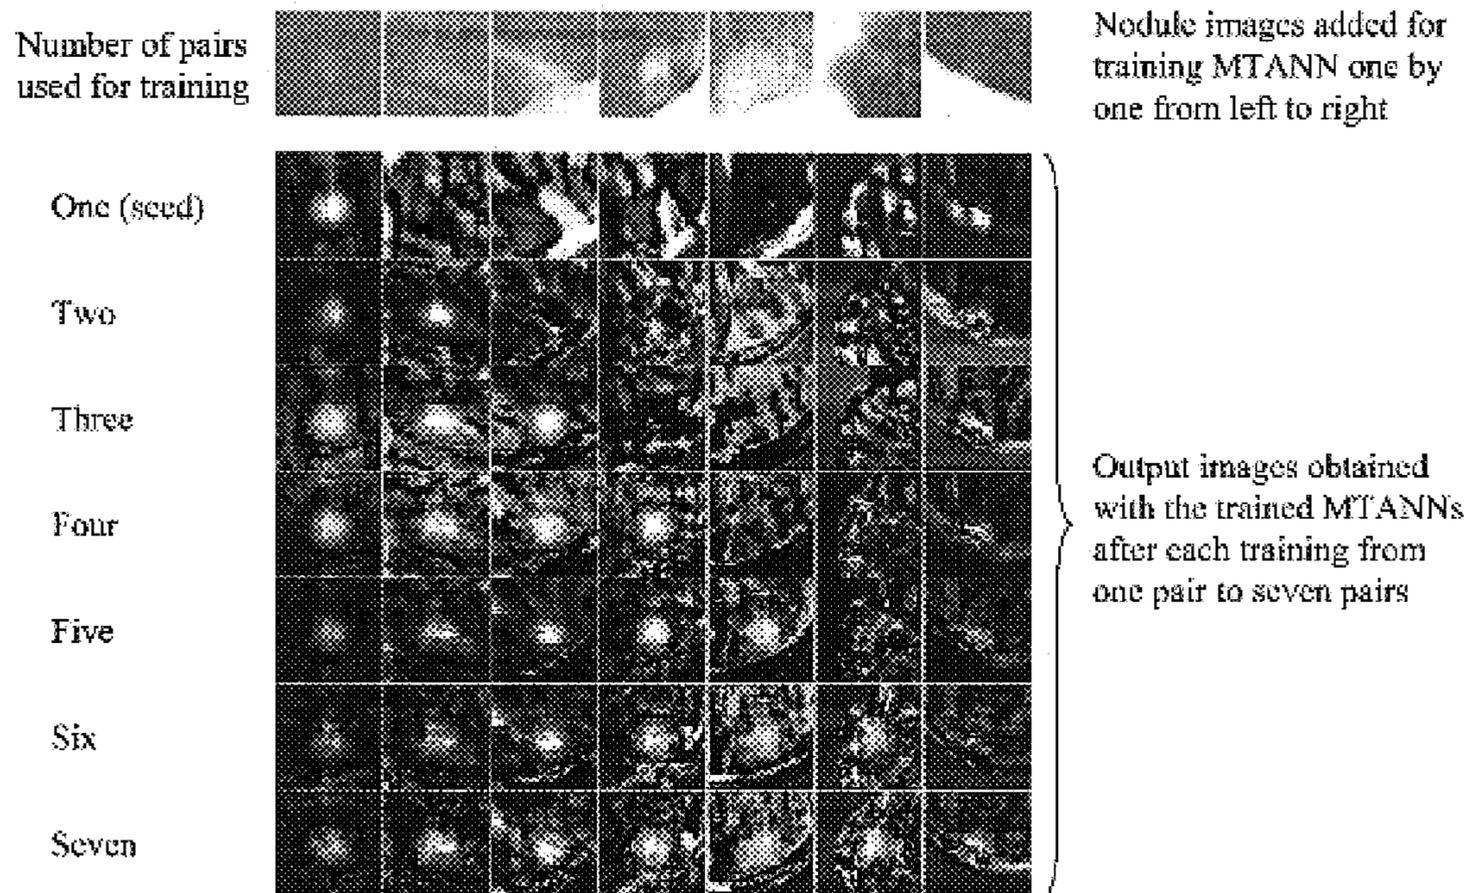 Number of pairs
used for training
Nodule images added for
training MTANN one by
one from left to right
One (seed)
Two
Three
Four
Five
Six
Seven
Output images obtained
with the trained MTANNs
after each training from
one pair to seven pairs